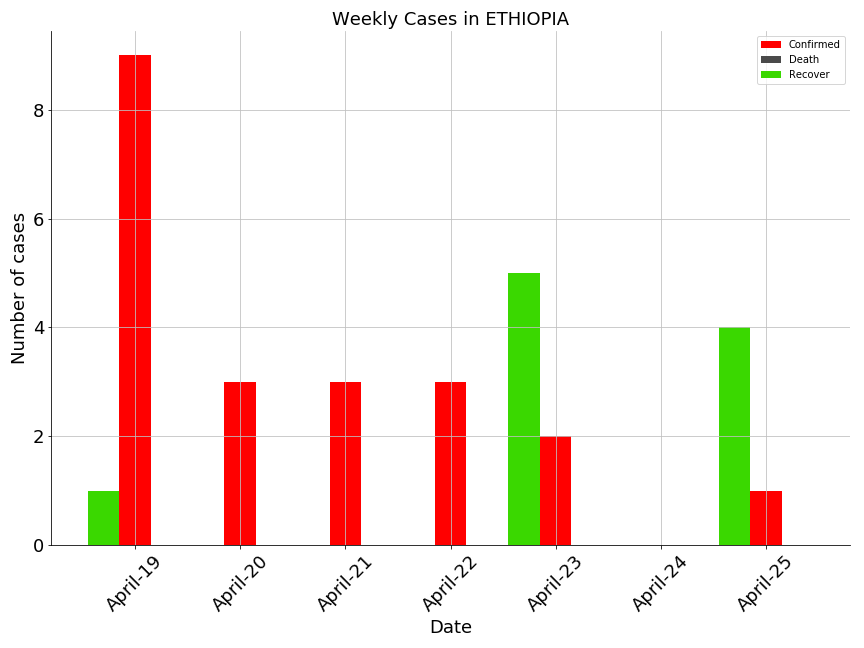 Weekly Cases in ETHIOPIA
Confirmed
Death
Recover
Number of cases
8
6
4
2
0
April-19
April-20
April-21
April-22
April-23
April-24
April-25
Date